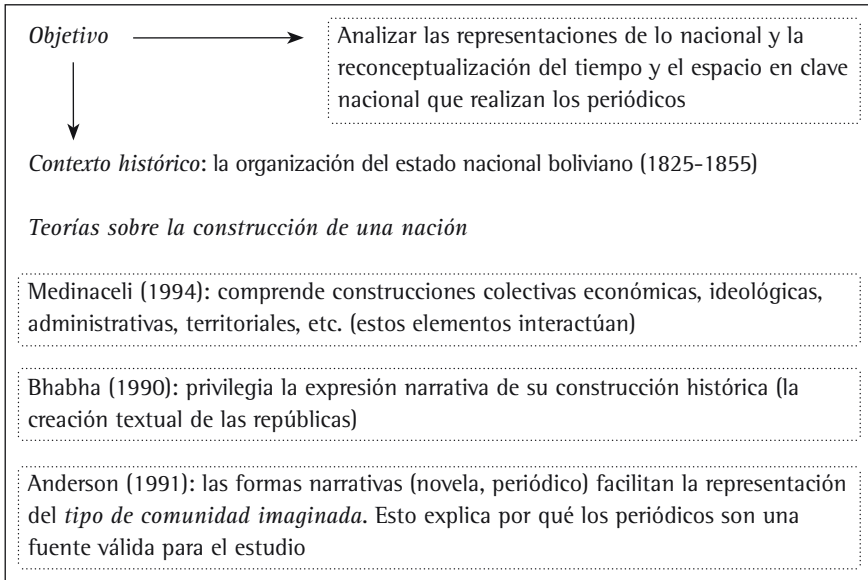 Objetivo
Analizar las representaciones de lo nacional y la
reconceptualización del tiempo y el espacio en clave
nacional que realizan los periódicos
Contexto histórico: la organización del estado nacional boliviano (1825-1855)
Teorías sobre la construcción de una nación
Medinaceli (1994): comprende construcciones colectivas económicas, ideológicas,
administrativas, territoriales, etc. (estos elementos interactúan)
Bhabha (1990): privilegia la expresión narrativa de su construcción histórica (la
creación textual de las repúblicas)
Anderson (1991): las formas narrativas (novela, periódico) facilitan la representación
del tipo de comunidad imaginada. Esto explica por qué los periódicos son una
fuente válida para el estudio